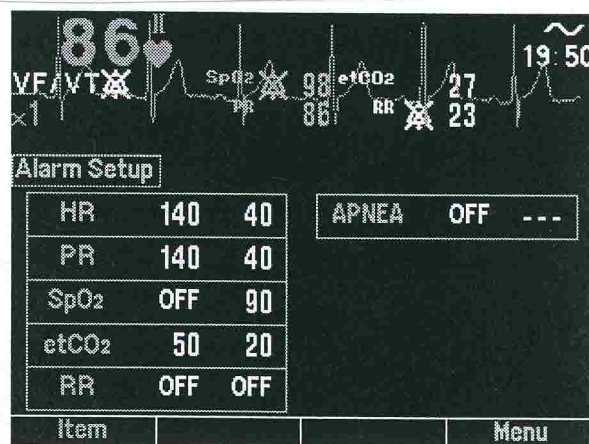 86 II
19:50
VF/VT SpO2 98 etCO2 27
×1 PR 86 RR 23
Alarm Setup
HR 140 40 APNEA OFF ---
PR 140 40
SpO2 OFF 90
etCO2 50 20
RR OFF OFF
Item Menu